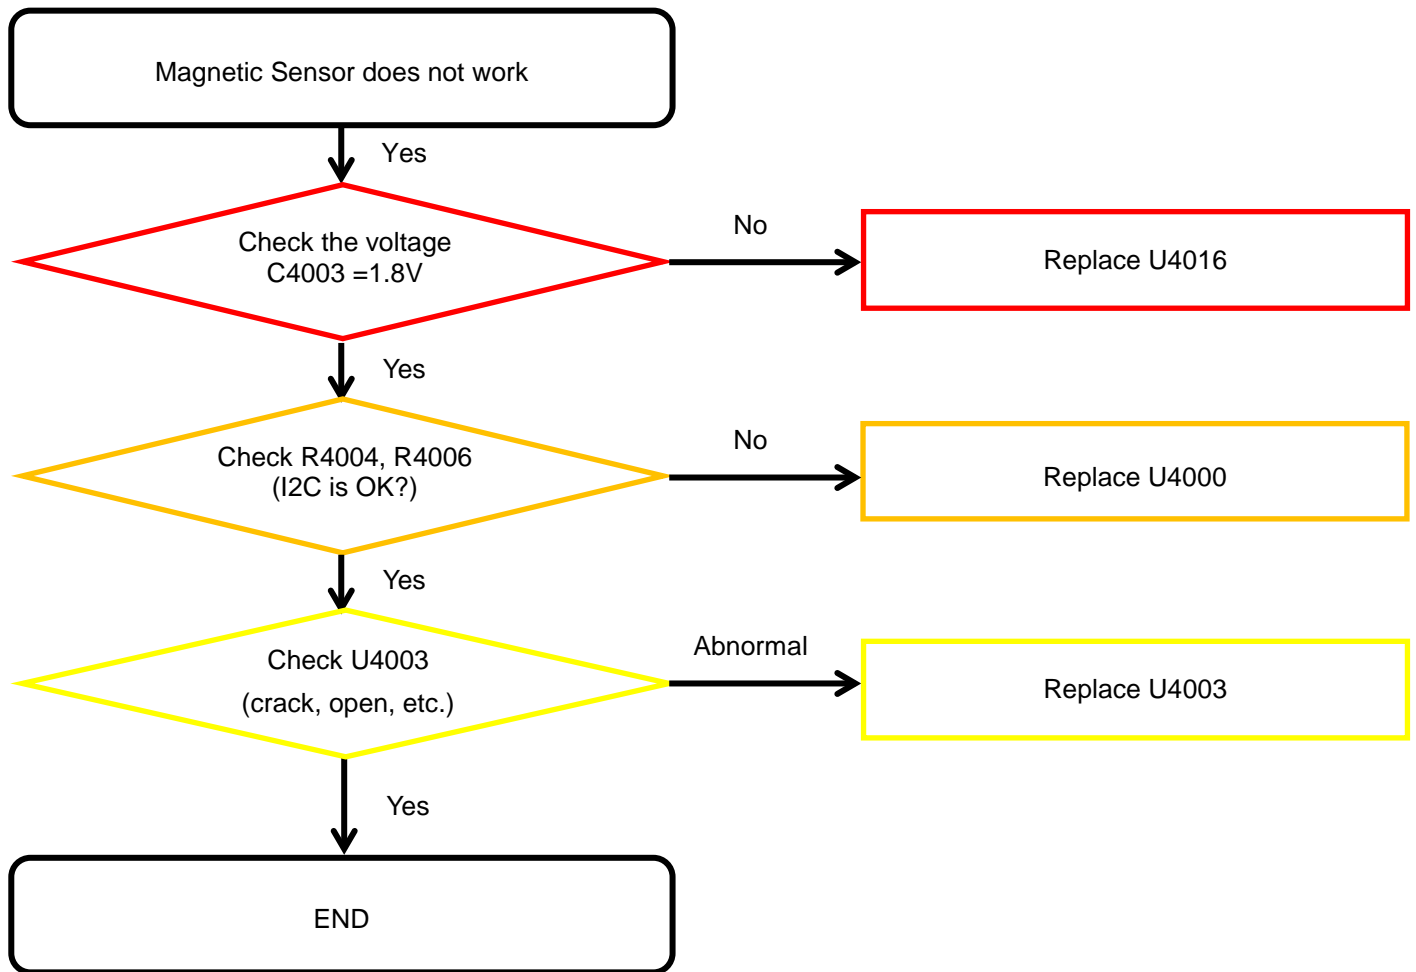 Magnetic Sensor does not work
Yes
Check the voltage
C4003 =1.8V
No
Replace U4016
Yes
Check R4004, R4006
(I2C is OK?)
No
Replace U4000
Yes
Check U4003
(crack, open, etc.)
Abnormal
Replace U4003
Yes
END